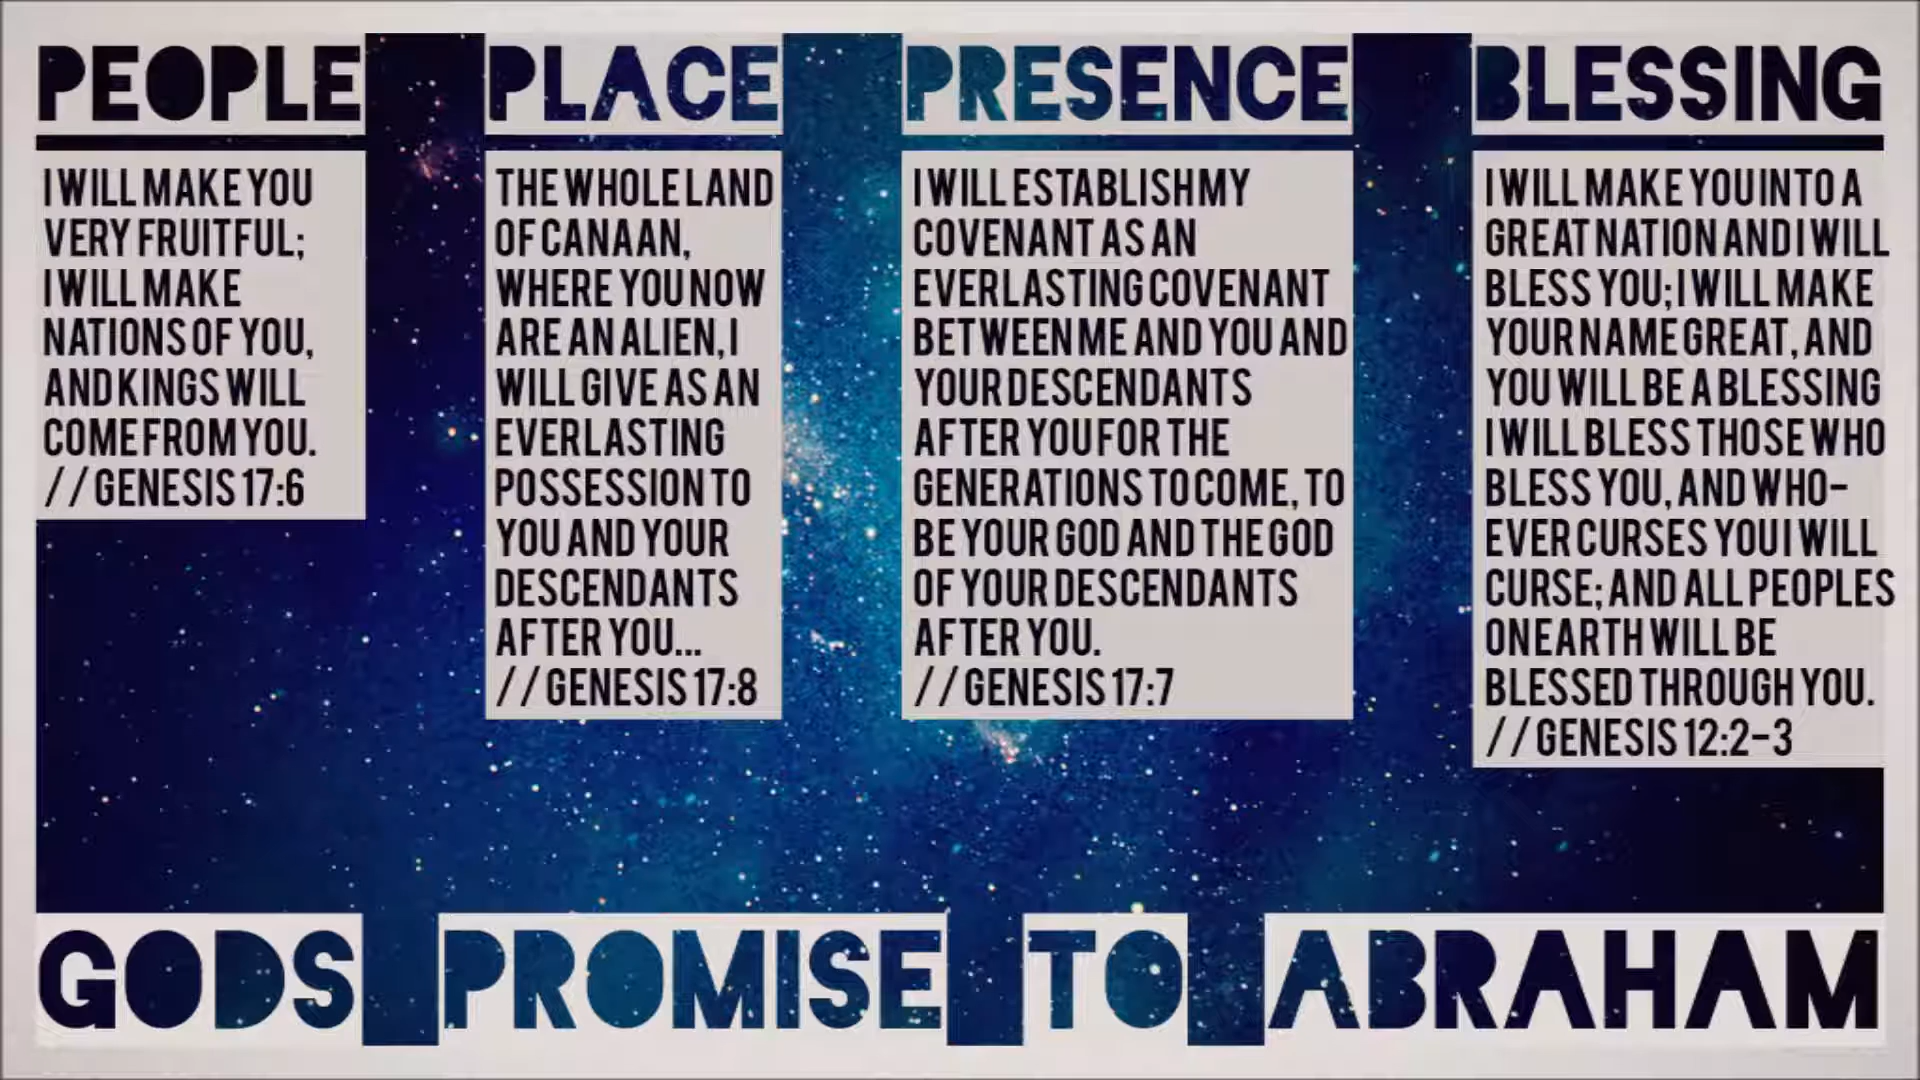 PEOPLE
I WILL MAKE YOU
VERY FRUITFUL;
I WILL MAKE
NATIONS OF YOU,
AND KINGS WILL
COME FROM YOU.
// GENESIS 17:6
PLACE
THE WHOLE LAND
OF CANAAN,
WHERE YOU NOW
ARE AN ALIEN, I
WILL GIVE AS AN
EVERLASTING
POSSESSION TO
YOU AND YOUR
DESCENDANTS
AFTER YOU...
// GENESIS 17:8
PRESENCE
I WILL ESTABLISH MY
COVENANT AS AN
EVERLASTING COVENANT
BETWEEN ME AND YOU AND
YOUR DESCENDANTS
AFTER YOU FOR THE
GENERATIONS TO COME, TO
BE YOUR GOD AND THE GOD
OF YOUR DESCENDANTS
AFTER YOU.
// GENESIS 17:7
BLESSING
I WILL MAKE YOU INTO A
GREAT NATION AND I WILL
BLESS YOU; I WILL MAKE
YOUR NAME GREAT, AND
YOU WILL BE A BLESSING
I WILL BLESS THOSE WHO
BLESS YOU, AND WHO-
EVER CURSES YOU I WILL
CURSE; AND ALL PEOPLES
ON EARTH WILL BE
BLESSED THROUGH YOU.
// GENESIS 12:2-3
GODS PROMISE TO ABRAHAM